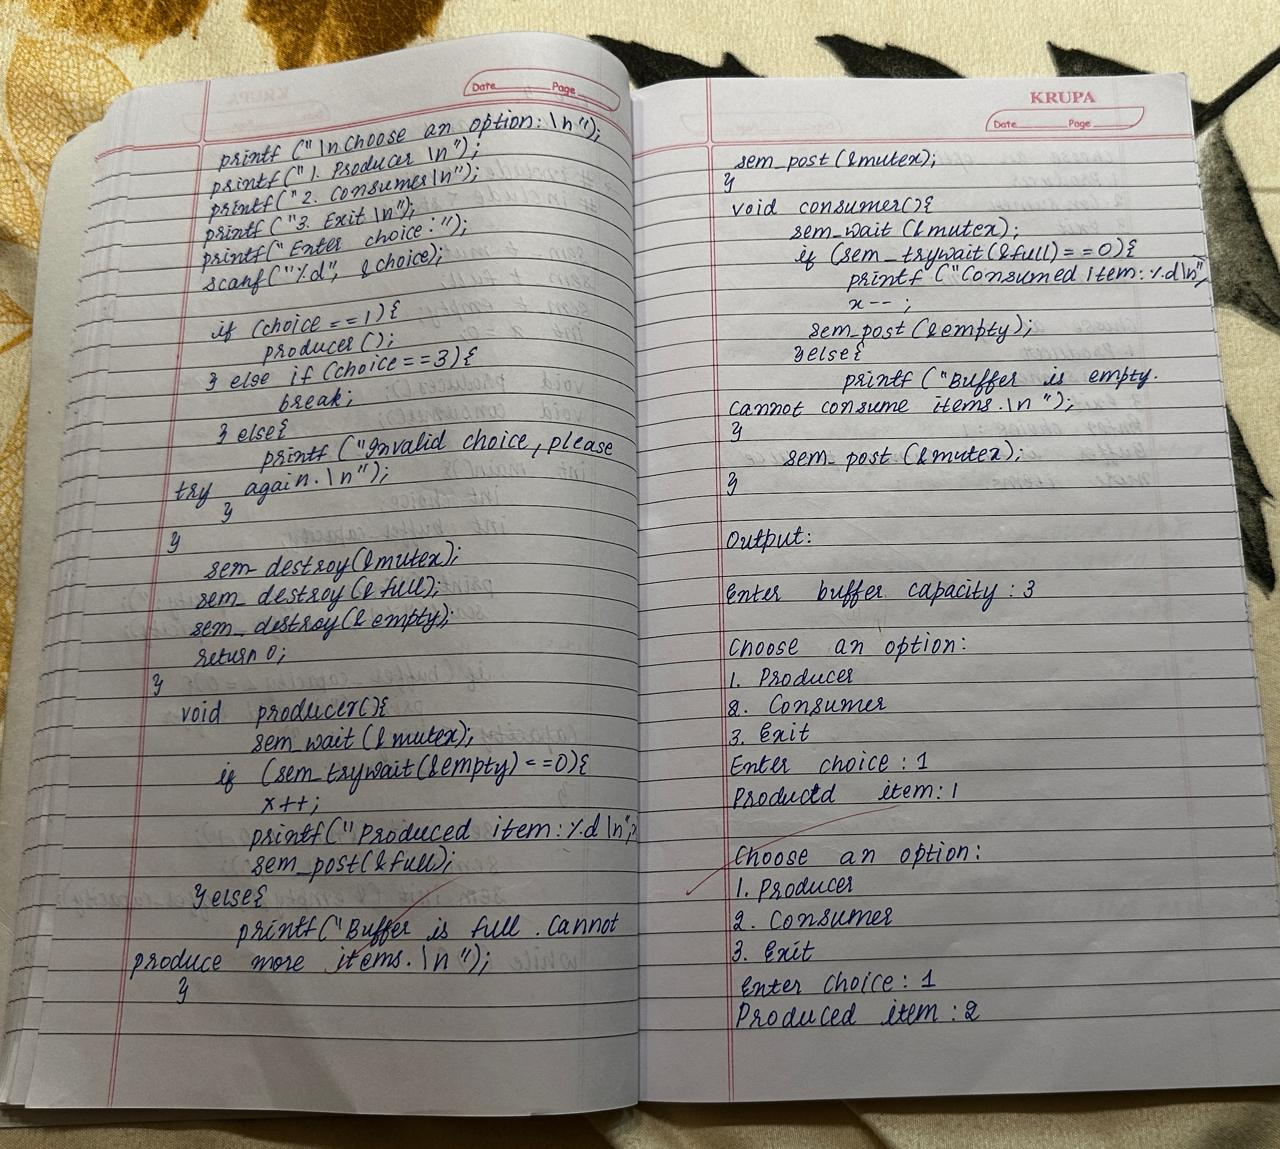 Date Page
printf ("\n Choose an option: \n");
printf("1. Producer \n");
printf("2. Consumer \n");
printf("3. Exit \n");
printf("Enter choice:");
scanf("%d", &choice);
if (choice == 1){
producer();
} else if (choice == 3){
break;
} else{
printf ("Invalid choice, please
try again. \n");
}
}
sem_destroy(&mutex);
sem_destroy(&full);
sem_destroy(&empty);
return 0;
}
void producer(){
sem_wait (&mutex);
if (sem_trywait(&empty) == 0){
x++;
printf("Produced item: %d \n",
sem_post(&full);
} else{
printf("Buffer is full. Cannot
produce more items. \n");
}
KRUPA
Date Page
sem_post (&mutex);
}
void consumer(){
sem_wait (&mutex);
if (sem_trywait(&full) == 0){
printf ("Consumed item: %d\n",
x--;
sem_post(&empty);
}else{
printf ("Buffer is empty.
Cannot consume items. \n");
}
sem_post (&mutex);
}
Output:
Enter buffer capacity : 3
Choose an option:
1. Producer
2. Consumer
3. Exit
Enter choice : 1
Produced item: 1
Choose an option:
1. Producer
2. Consumer
3. Exit
Enter choice : 1
Produced item : 2